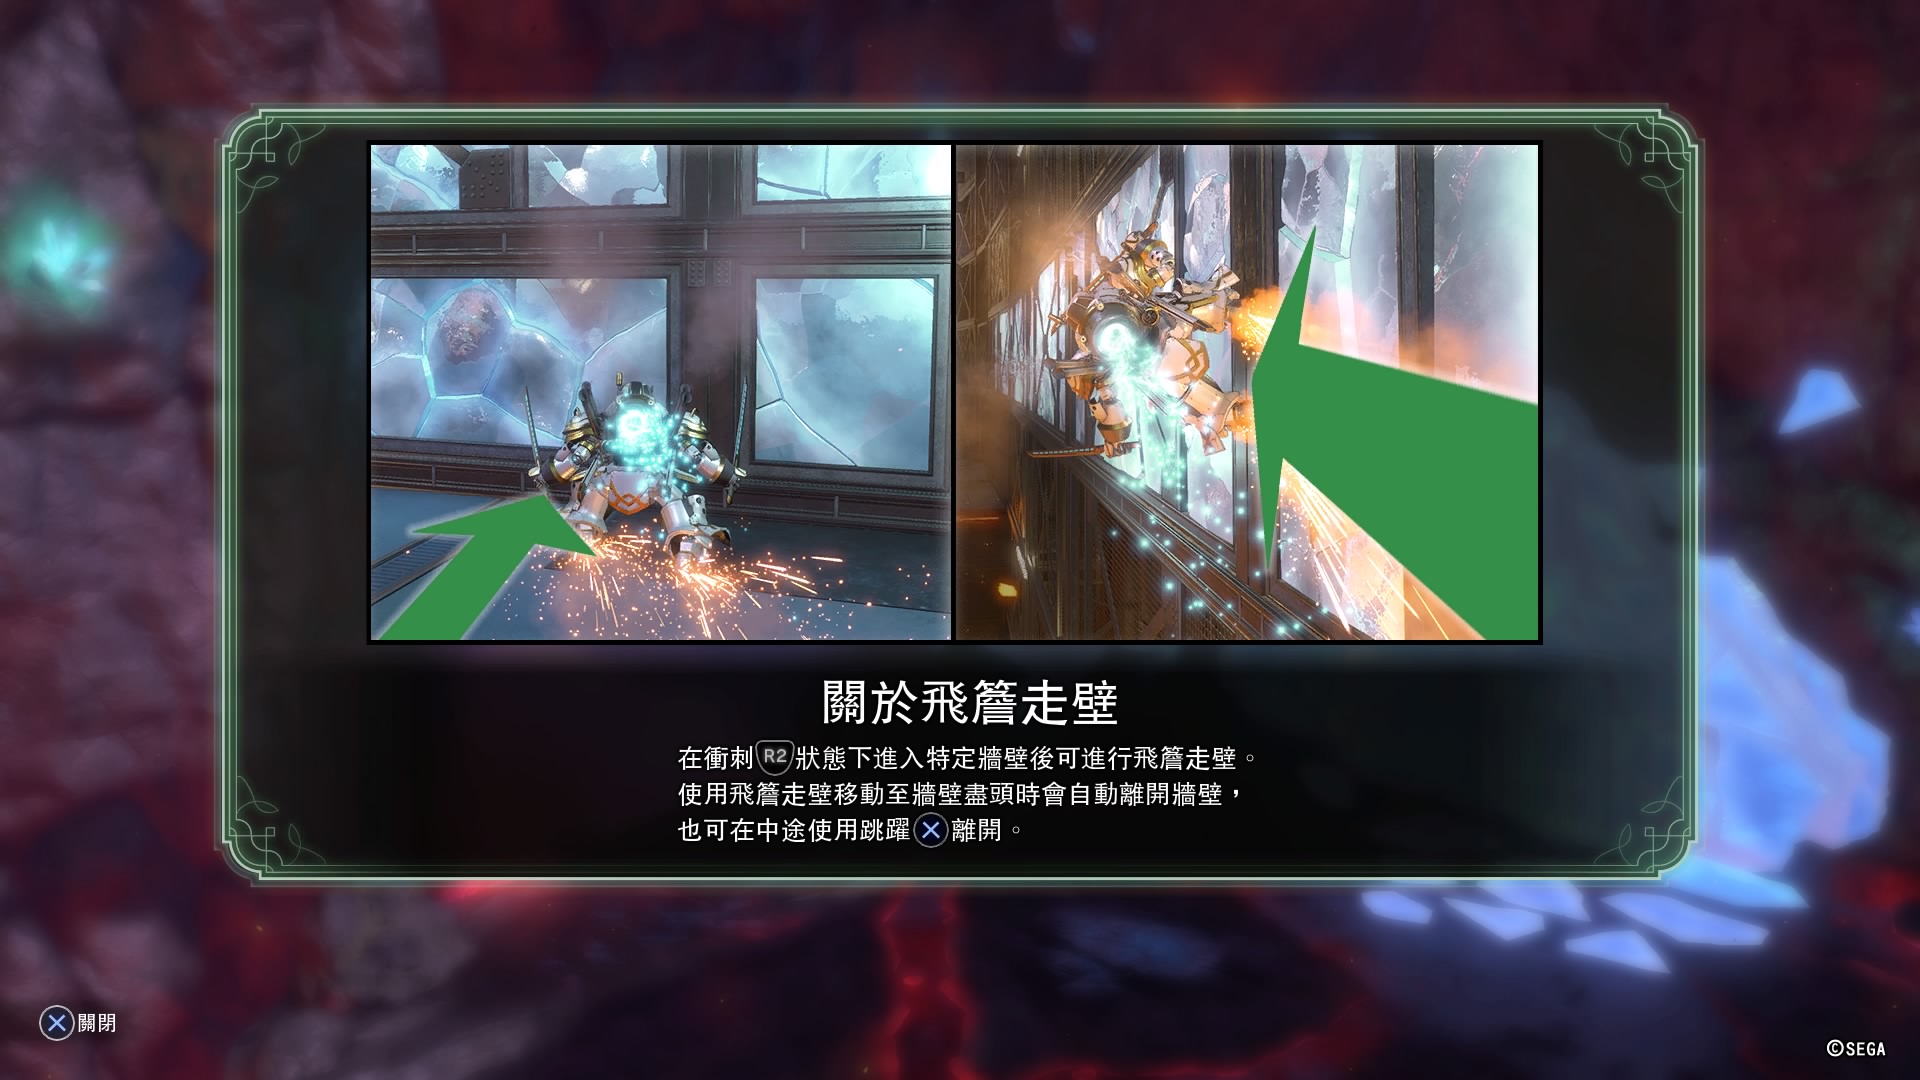 關於飛簷走壁
在衝刺R2狀態下進入特定牆壁後可進行飛簷走壁。
使用飛簷走壁移動至牆壁盡頭時會自動離開牆壁，
也可在中途使用跳躍離開。
關閉
©SEGA